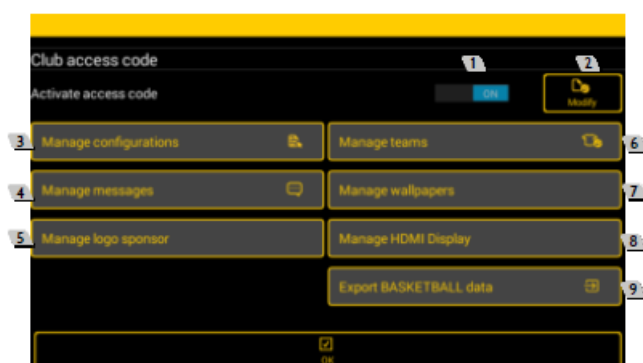 Club access code
1
2
Activate access code
ON
Modify
3
Manage configurations
Manage teams
6
4
Manage messages
Manage wallpapers
7
5
Manage logo sponsor
Manage HDMI Display
8
Export BASKETBALL data
9
OK